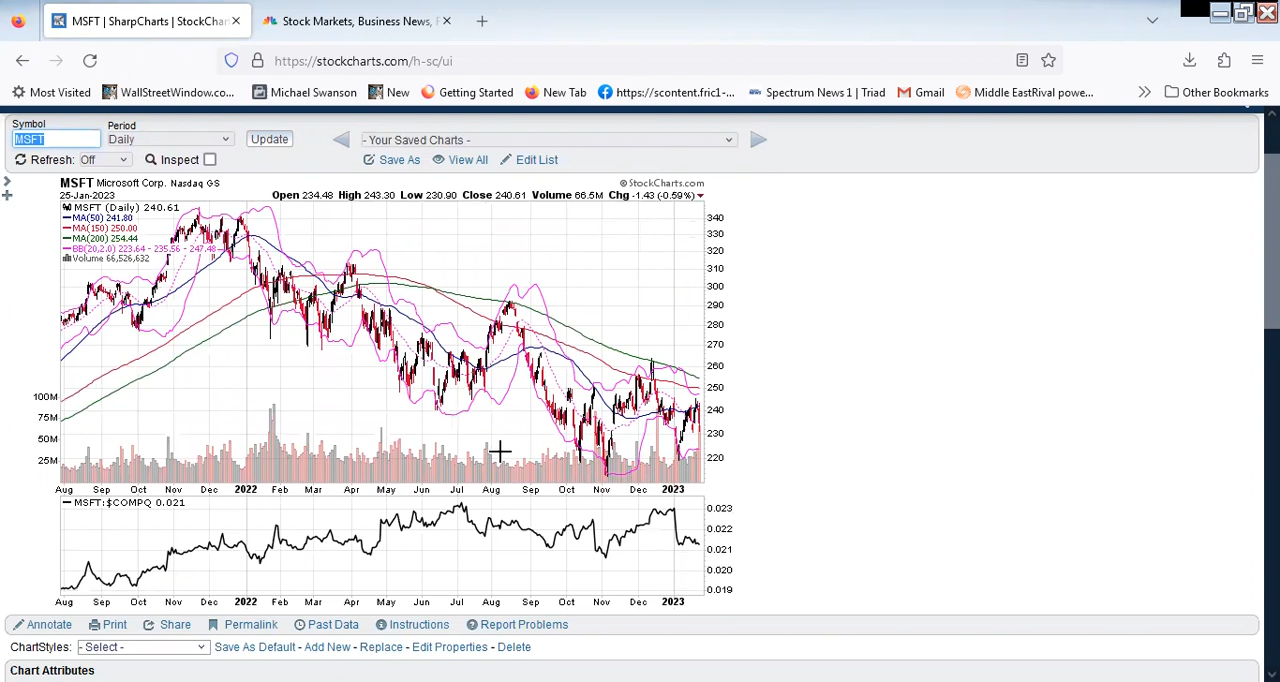 MSFT | SharpCharts | StockChar
Stock Markets, Business News, F
https://stockcharts.com/h-sc/ui
Most Visited
WallStreetWindow.co...
Michael Swanson
New
Getting Started
New Tab
https://scontent.fric1-...
Spectrum News 1 | Triad
Gmail
Middle EastRival powe...
Other Bookmarks
Symbol
Period
MSFT
Daily
Update
- Your Saved Charts -
Refresh:
Off
Inspect
Save As
View All
Edit List
MSFT Microsoft Corp. Nasdaq GS
© StockCharts.com
25-Jan-2023
Open 234.48 High 243.30 Low 230.90 Close 240.61 Volume 66.5M Chg -1.43 (-0.59%)
MSFT (Daily) 240.61
MA(50) 241.80
MA(150) 250.00
MA(200) 254.44
BB(20,2.0) 223.64 - 235.56 - 247.48
Volume 66,526,632
340
330
320
310
300
290
280
270
260
250
240
230
220
100M
75M
50M
25M
Aug Sep Oct Nov Dec 2022 Feb Mar Apr May Jun Jul Aug Sep Oct Nov Dec 2023
MSFT:$COMPQ 0.021
0.023
0.022
0.021
0.020
0.019
Aug Sep Oct Nov Dec 2022 Feb Mar Apr May Jun Jul Aug Sep Oct Nov Dec 2023
Annotate
Print
Share
Permalink
Past Data
Instructions
Report Problems
ChartStyles:
- Select -
Save As Default - Add New - Replace - Edit Properties - Delete
Chart Attributes